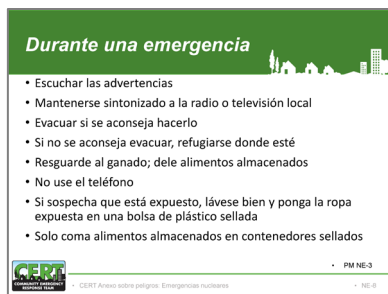 Durante una emergencia
• Escuchar las advertencias
• Mantenerse sintonizado a la radio o televisión local
• Evacuar si se aconseja hacerlo
• Si no se aconseja evacuar, refugiarse donde esté
• Resguarde al ganado; dele alimentos almacenados
• No use el teléfono
• Si sospecha que está expuesto, lávese bien y ponga la ropa
expuesta en una bolsa de plástico sellada
• Solo coma alimentos almacenados en contenedores sellados
• PM NE-3
CERT
COMMUNITY EMERGENCY
RESPONSE TEAM
• CERT Anexo sobre peligros: Emergencias nucleares
• NE-8